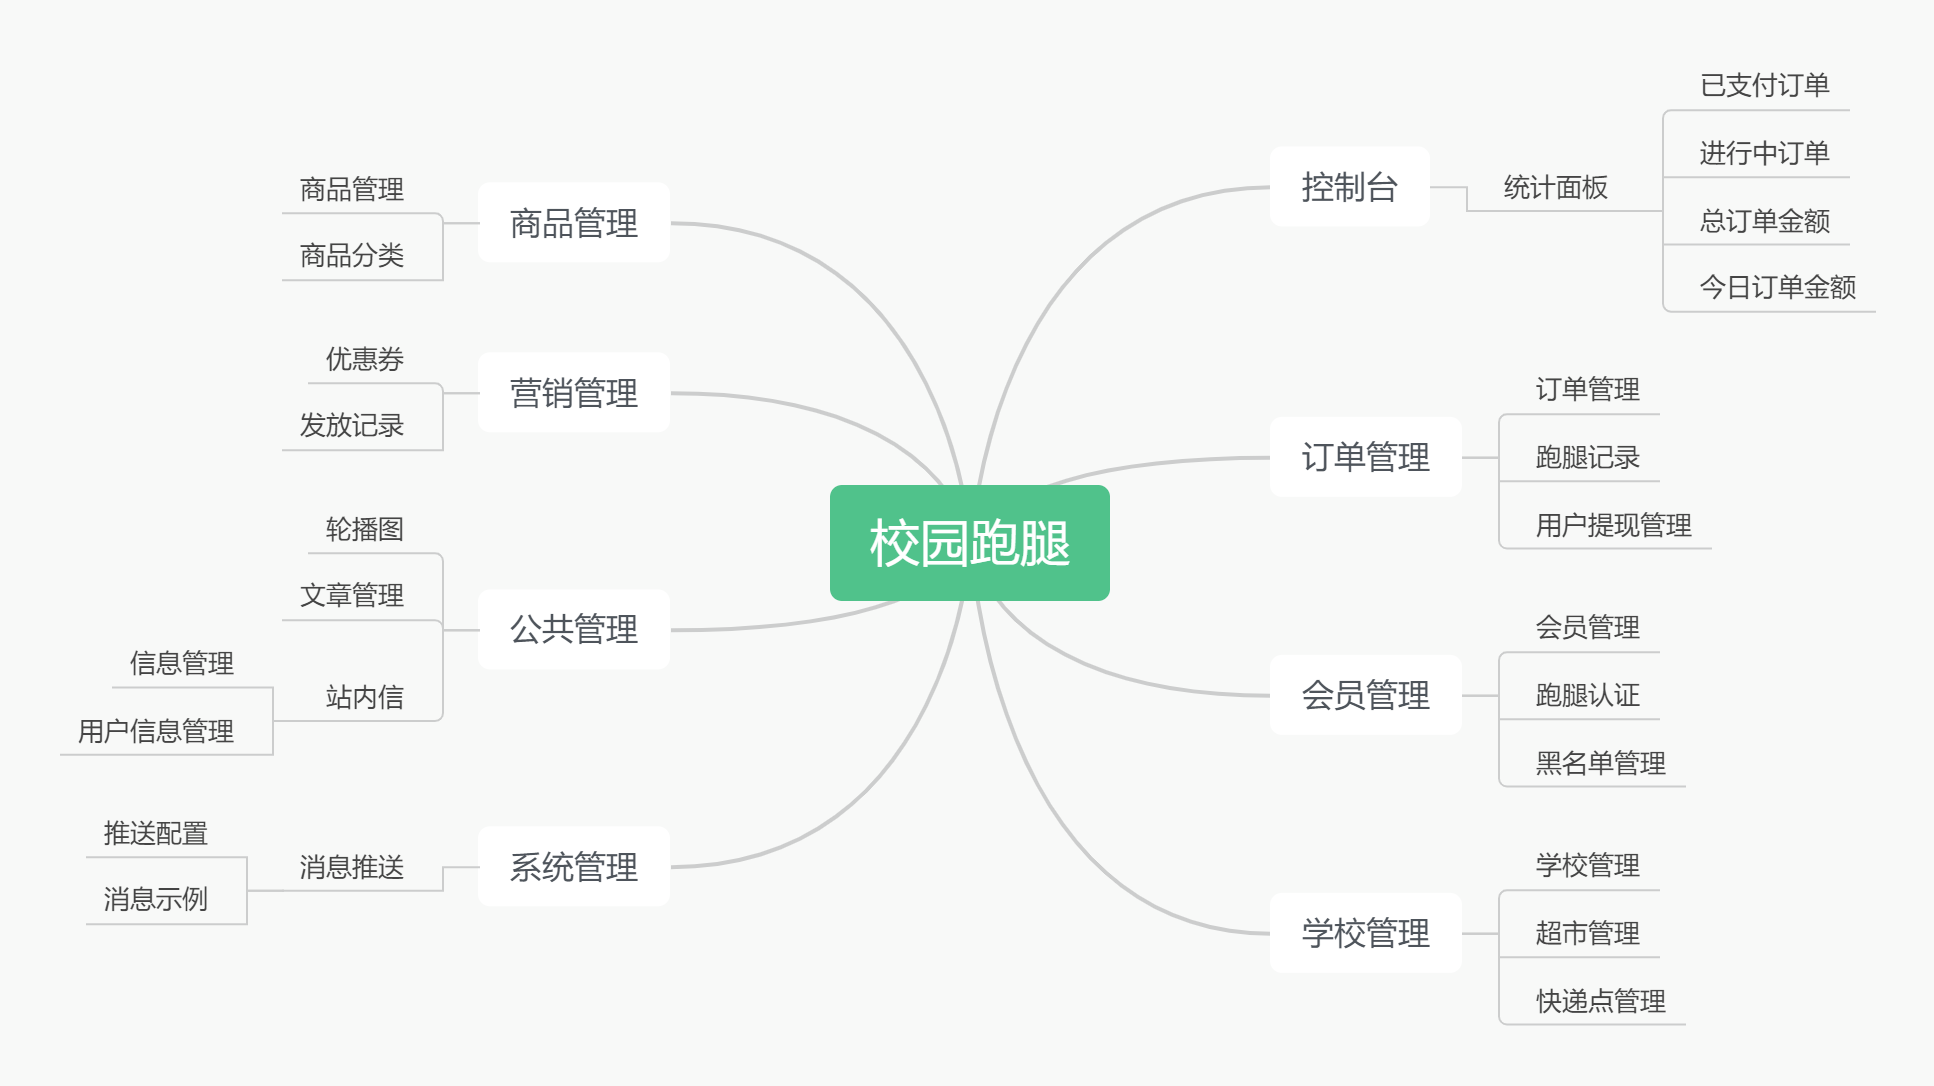 校园跑腿
控制台
统计面板
已支付订单
进行中订单
总订单金额
今日订单金额
订单管理
订单管理
跑腿记录
用户提现管理
会员管理
会员管理
跑腿认证
黑名单管理
学校管理
学校管理
超市管理
快递点管理
商品管理
商品管理
商品分类
营销管理
优惠券
发放记录
公共管理
轮播图
文章管理
站内信
信息管理
用户信息管理
系统管理
消息推送
推送配置
消息示例